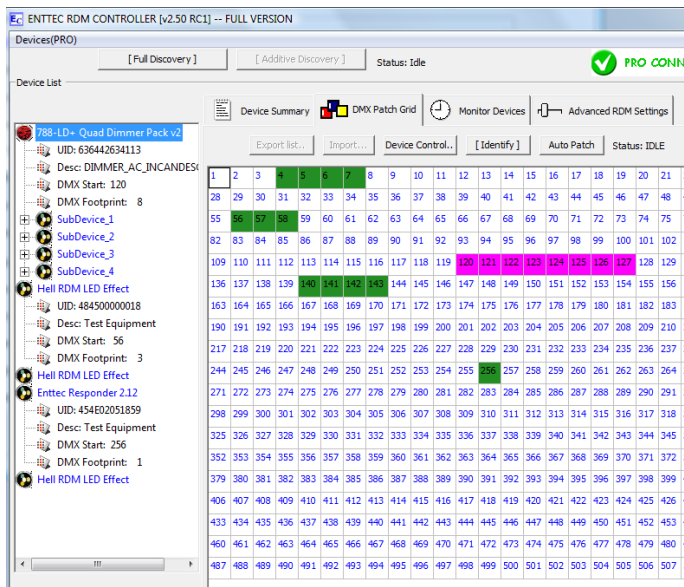 ENTTEC RDM CONTROLLER [v2.50 RC1] -- FULL VERSION
Devices(PRO)
[ Full Discovery ] [ Additive Discovery ] Status: Idle PRO CONN
Device List
Device Summary DMX Patch Grid Monitor Devices Advanced RDM Settings
Export list.. Import... Device Control.. [ Identify ] Auto Patch Status: IDLE
788-LD+ Quad Dimmer Pack v2
UID: 636442634113
Desc: DIMMER_AC_INCANDES
DMX Start: 120
DMX Footprint: 8
SubDevice_1
SubDevice_2
SubDevice_3
SubDevice_4
Hell RDM LED Effect
UID: 484500000018
Desc: Test Equipment
DMX Start: 56
DMX Footprint: 3
Hell RDM LED Effect
Enttec Responder 2.12
UID: 454E02051859
Desc: Test Equipment
DMX Start: 256
DMX Footprint: 1
Hell RDM LED Effect
1 2 3 4 5 6 7 8 9 10 11 12 13 14 15 16 17 18 19 20 21
28 29 30 31 32 33 34 35 36 37 38 39 40 41 42 43 44 45 46 47 48
55 56 57 58 59 60 61 62 63 64 65 66 67 68 69 70 71 72 73 74 75
82 83 84 85 86 87 88 89 90 91 92 93 94 95 96 97 98 99 100 101 102
109 110 111 112 113 114 115 116 117 118 119 120 121 122 123 124 125 126 127 128 129
136 137 138 139 140 141 142 143 144 145 146 147 148 149 150 151 152 153 154 155 156
163 164 165 166 167 168 169 170 171 172 173 174 175 176 177 178 179 180 181 182 183
190 191 192 193 194 195 196 197 198 199 200 201 202 203 204 205 206 207 208 209 210
217 218 219 220 221 222 223 224 225 226 227 228 229 230 231 232 233 234 235 236 237
244 245 246 247 248 249 250 251 252 253 254 255 256 257 258 259 260 261 262 263 264
271 272 273 274 275 276 277 278 279 280 281 282 283 284 285 286 287 288 289 290 291
298 299 300 301 302 303 304 305 306 307 308 309 310 311 312 313 314 315 316 317 318
325 326 327 328 329 330 331 332 333 334 335 336 337 338 339 340 341 342 343 344 345
352 353 354 355 356 357 358 359 360 361 362 363 364 365 366 367 368 369 370 371 372
379 380 381 382 383 384 385 386 387 388 389 390 391 392 393 394 395 396 397 398 399
406 407 408 409 410 411 412 413 414 415 416 417 418 419 420 421 422 423 424 425 426
433 434 435 436 437 438 439 440 441 442 443 444 445 446 447 448 449 450 451 452 453
460 461 462 463 464 465 466 467 468 469 470 471 472 473 474 475 476 477 478 479 480
487 488 489 490 491 492 493 494 495 496 497 498 499 500 501 502 503 504 505 506 507